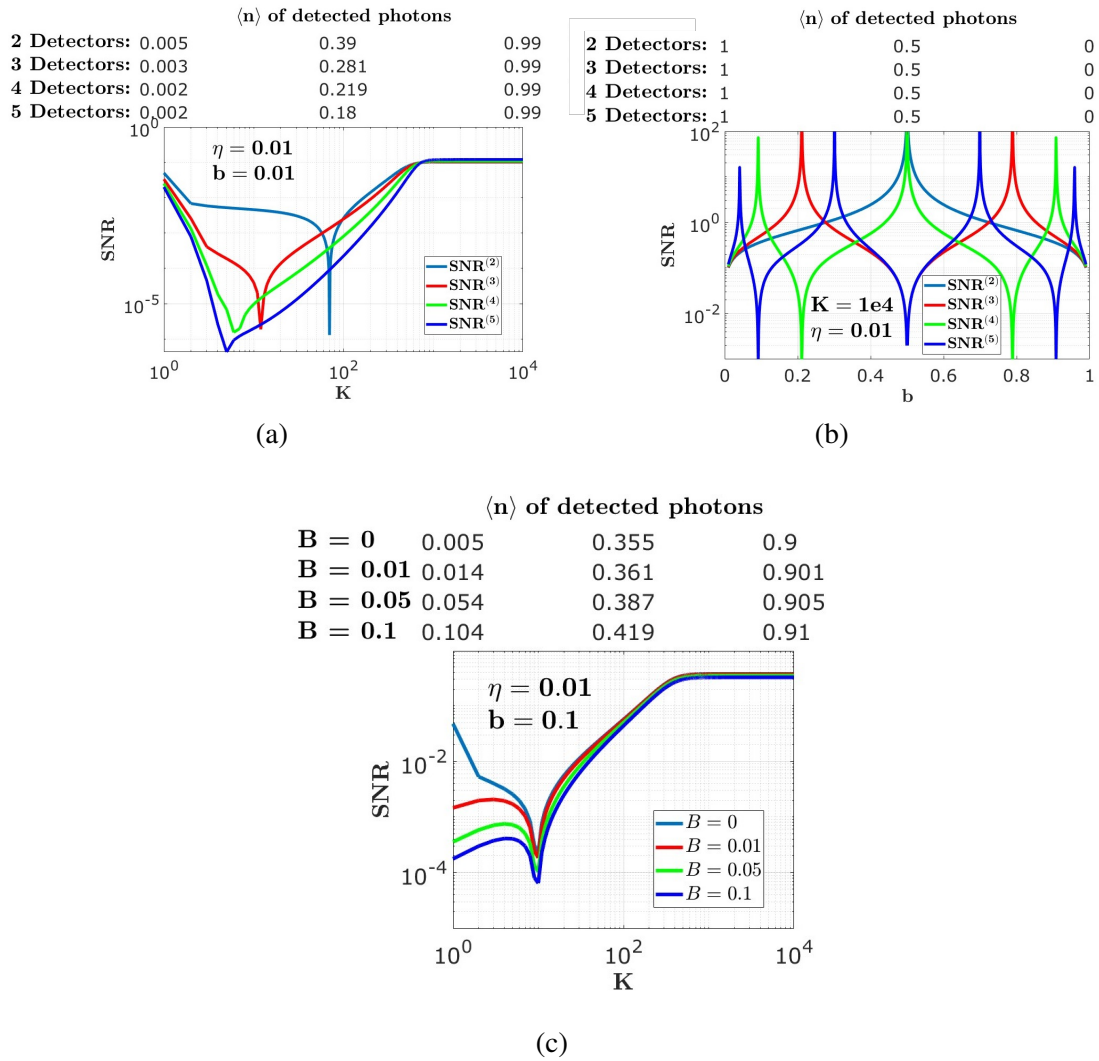 ⟨n⟩ of detected photons
2 Detectors: 0.005 0.39 0.99
3 Detectors: 0.003 0.281 0.99
4 Detectors: 0.002 0.219 0.99
5 Detectors: 0.002 0.18 0.99
10^0
η = 0.01
b = 0.01
SNR
SNR^(2)
SNR^(3)
SNR^(4)
SNR^(5)
10^-5
10^0 10^2 10^4
K
(a)
⟨n⟩ of detected photons
2 Detectors: 1 0.5 0
3 Detectors: 1 0.5 0
4 Detectors: 1 0.5 0
5 Detectors: 1 0.5 0
10^2
SNR
10^0
10^-2
K = 1e4
η = 0.01
SNR^(2)
SNR^(3)
SNR^(4)
SNR^(5)
0 0.2 0.4 0.6 0.8 1
b
(b)
⟨n⟩ of detected photons
B = 0 0.005 0.355 0.9
B = 0.01 0.014 0.361 0.901
B = 0.05 0.054 0.387 0.905
B = 0.1 0.104 0.419 0.91
η = 0.01
b = 0.1
SNR
10^-2
10^-4
B = 0
B = 0.01
B = 0.05
B = 0.1
10^0 10^2 10^4
K
(c)